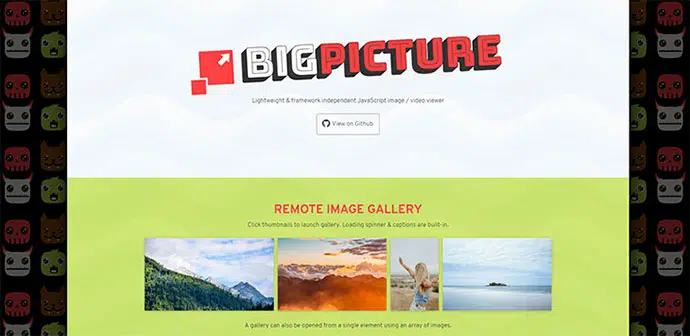 BIGPICTURE
Lightweight & framework independent JavaScript image / video viewer
View on Github
REMOTE IMAGE GALLERY
Click thumbnails to launch gallery. Loading spinner & captions are built-in.
A gallery can also be opened from a single element using an array of images.